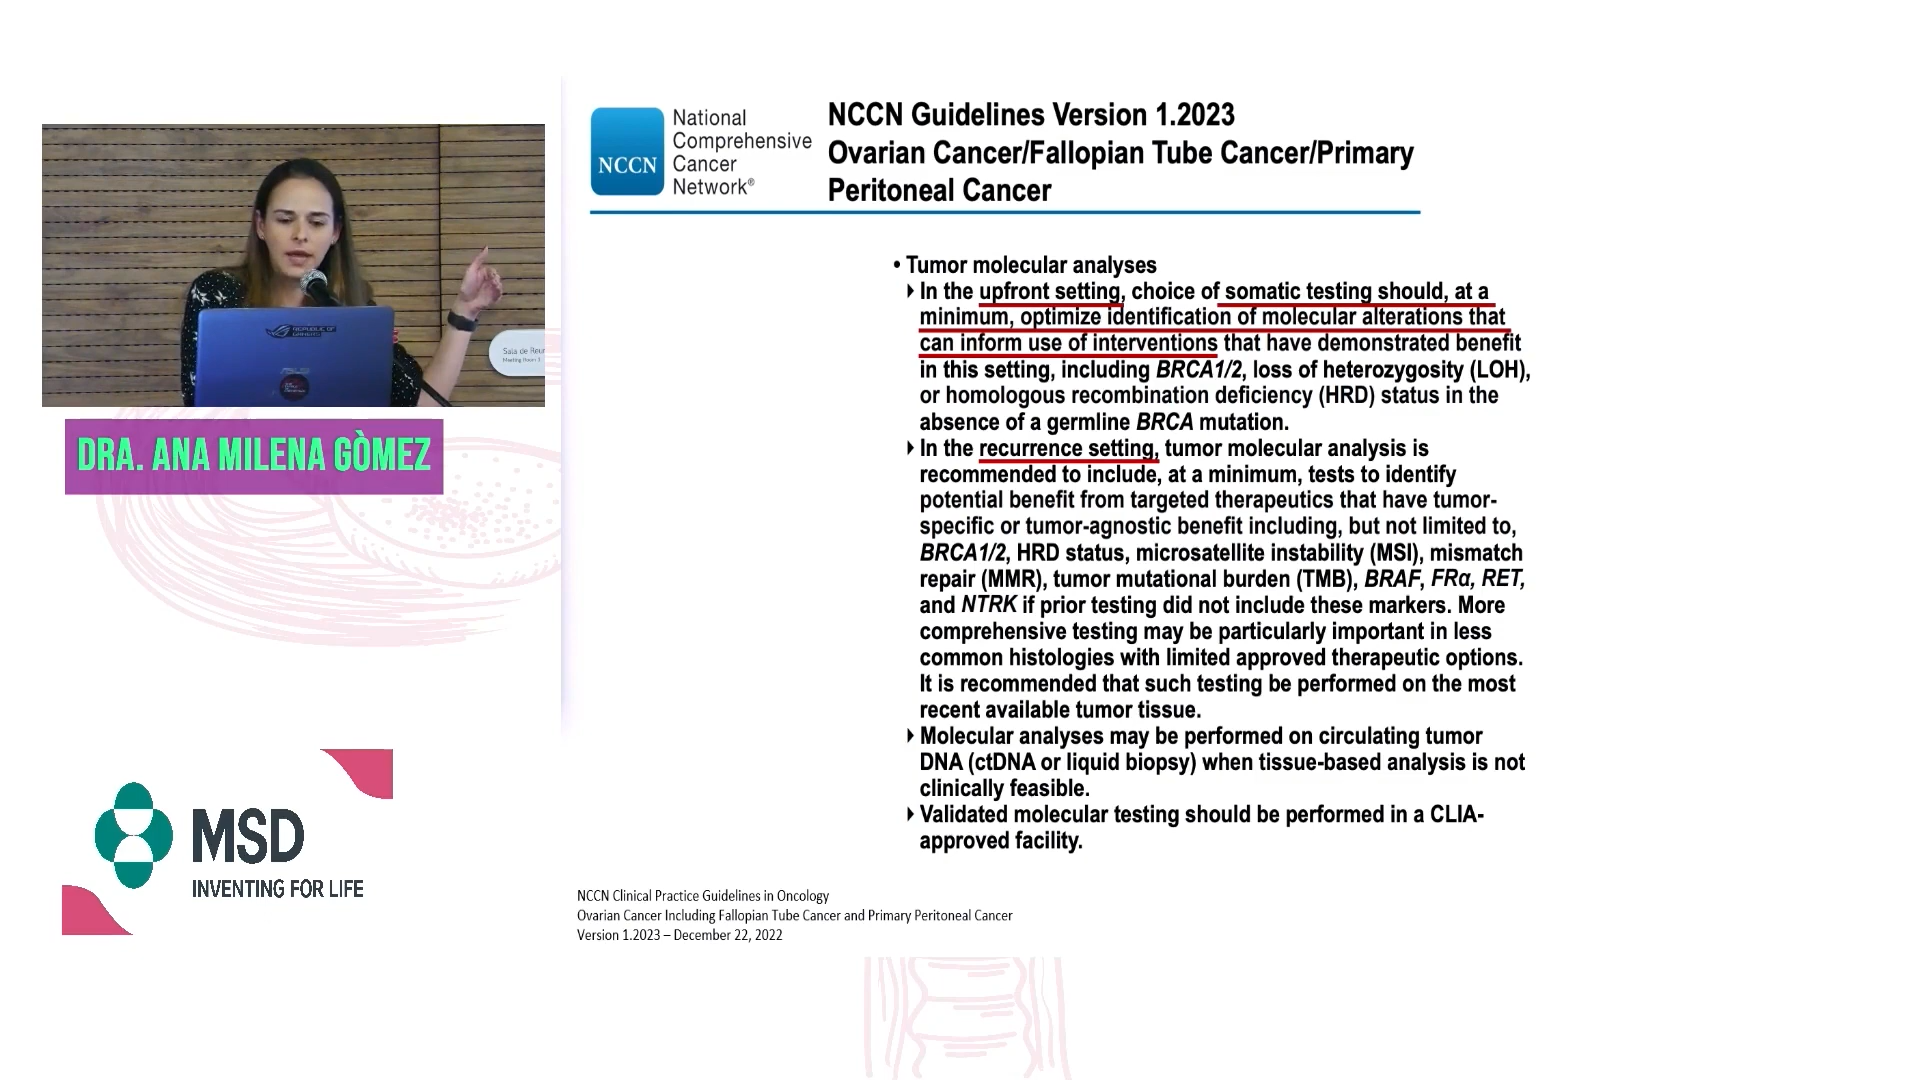 NCCN
National
Comprehensive
Cancer
Network®
NCCN Guidelines Version 1.2023
Ovarian Cancer/Fallopian Tube Cancer/Primary
Peritoneal Cancer
• Tumor molecular analyses
In the upfront setting, choice of somatic testing should, at a
minimum, optimize identification of molecular alterations that
can inform use of interventions that have demonstrated benefit
in this setting, including BRCA1/2, loss of heterozygosity (LOH),
or homologous recombination deficiency (HRD) status in the
absence of a germline BRCA mutation.
In the recurrence setting, tumor molecular analysis is
recommended to include, at a minimum, tests to identify
potential benefit from targeted therapeutics that have tumor-
specific or tumor-agnostic benefit including, but not limited to,
BRCA1/2, HRD status, microsatellite instability (MSI), mismatch
repair (MMR), tumor mutational burden (TMB), BRAF, FRα, RET,
and NTRK if prior testing did not include these markers. More
comprehensive testing may be particularly important in less
common histologies with limited approved therapeutic options.
It is recommended that such testing be performed on the most
recent available tumor tissue.
Molecular analyses may be performed on circulating tumor
DNA (ctDNA or liquid biopsy) when tissue-based analysis is not
clinically feasible.
Validated molecular testing should be performed in a CLIA-
approved facility.
NCCN Clinical Practice Guidelines in Oncology
Ovarian Cancer Including Fallopian Tube Cancer and Primary Peritoneal Cancer
Version 1.2023 – December 22, 2022
REPUBLIC OF
GAMERS
ASUS
Sala de Reun
Meeting Room 3
DRA. ANA MILENA GÒMEZ
MSD
INVENTING FOR LIFE